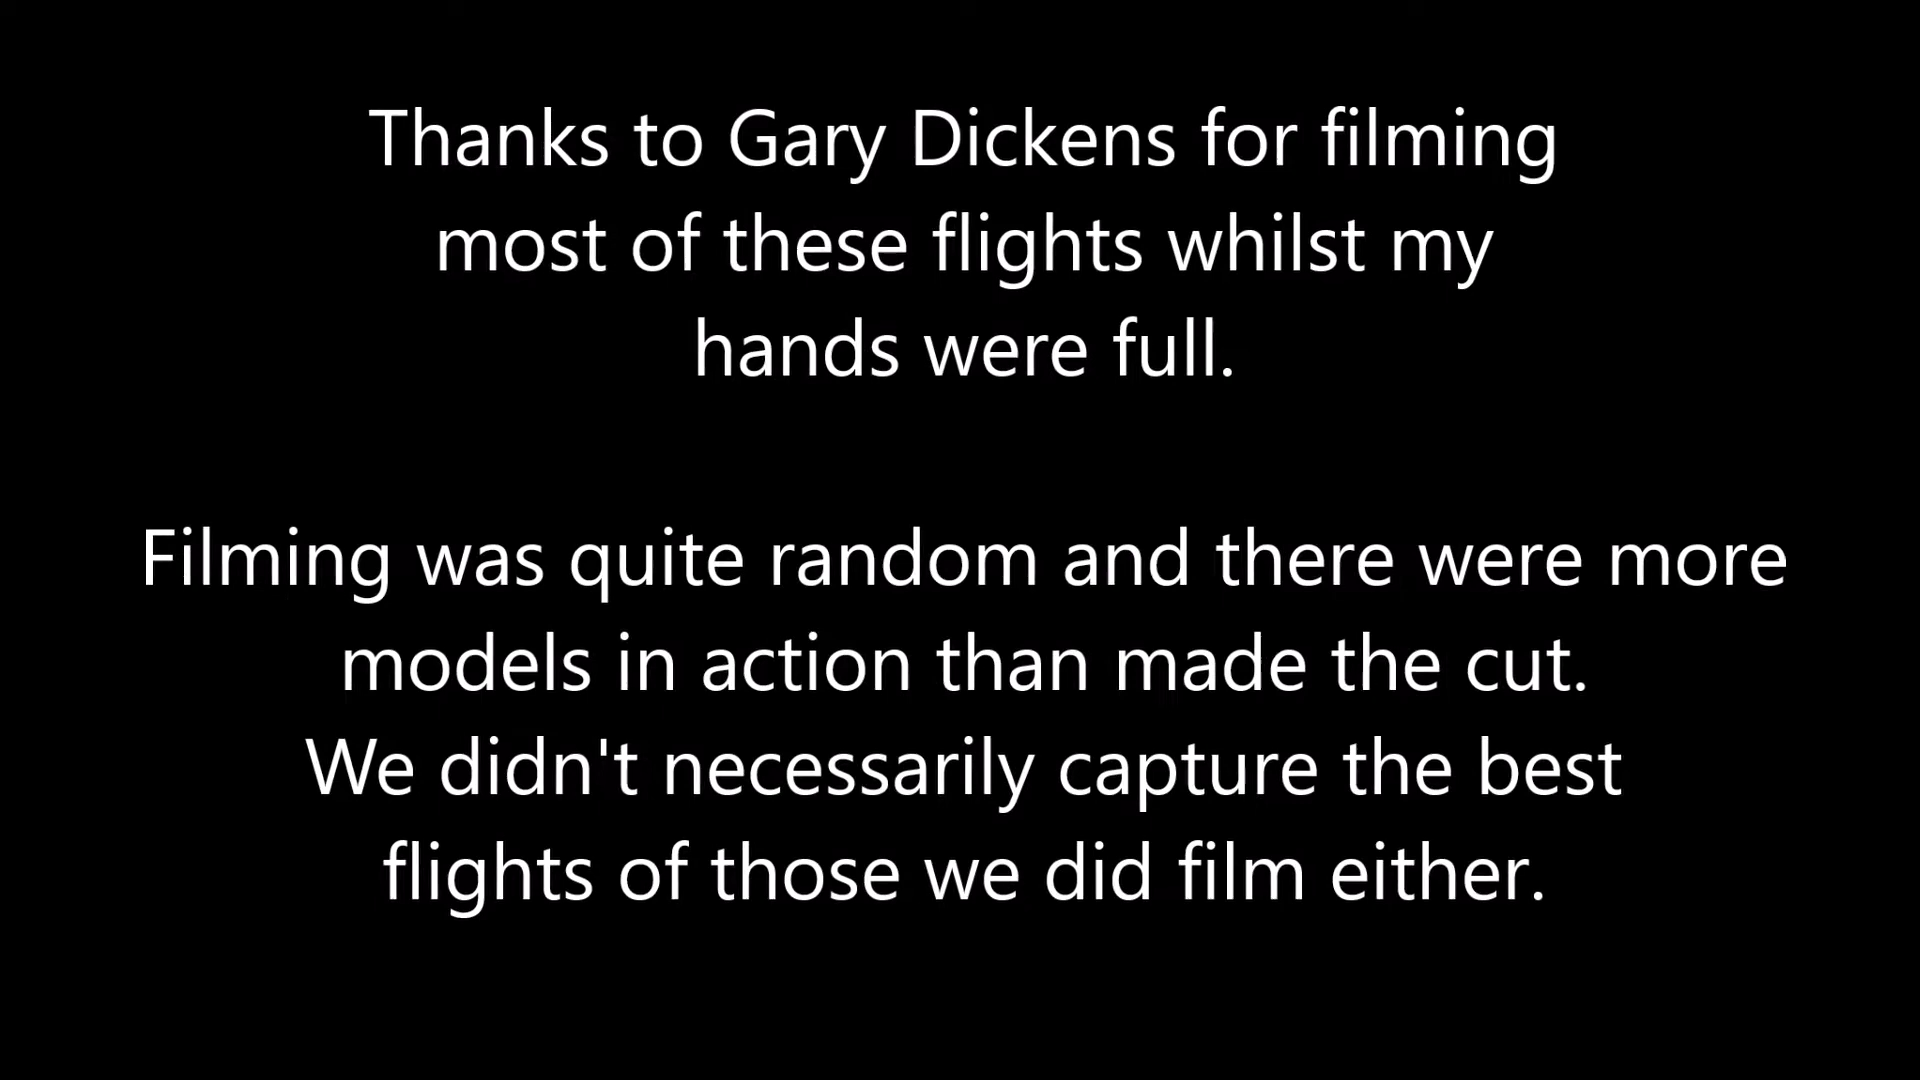 Thanks to Gary Dickens for filming
most of these flights whilst my
hands were full.
Filming was quite random and there were more
models in action than made the cut.
We didn't necessarily capture the best
flights of those we did film either.